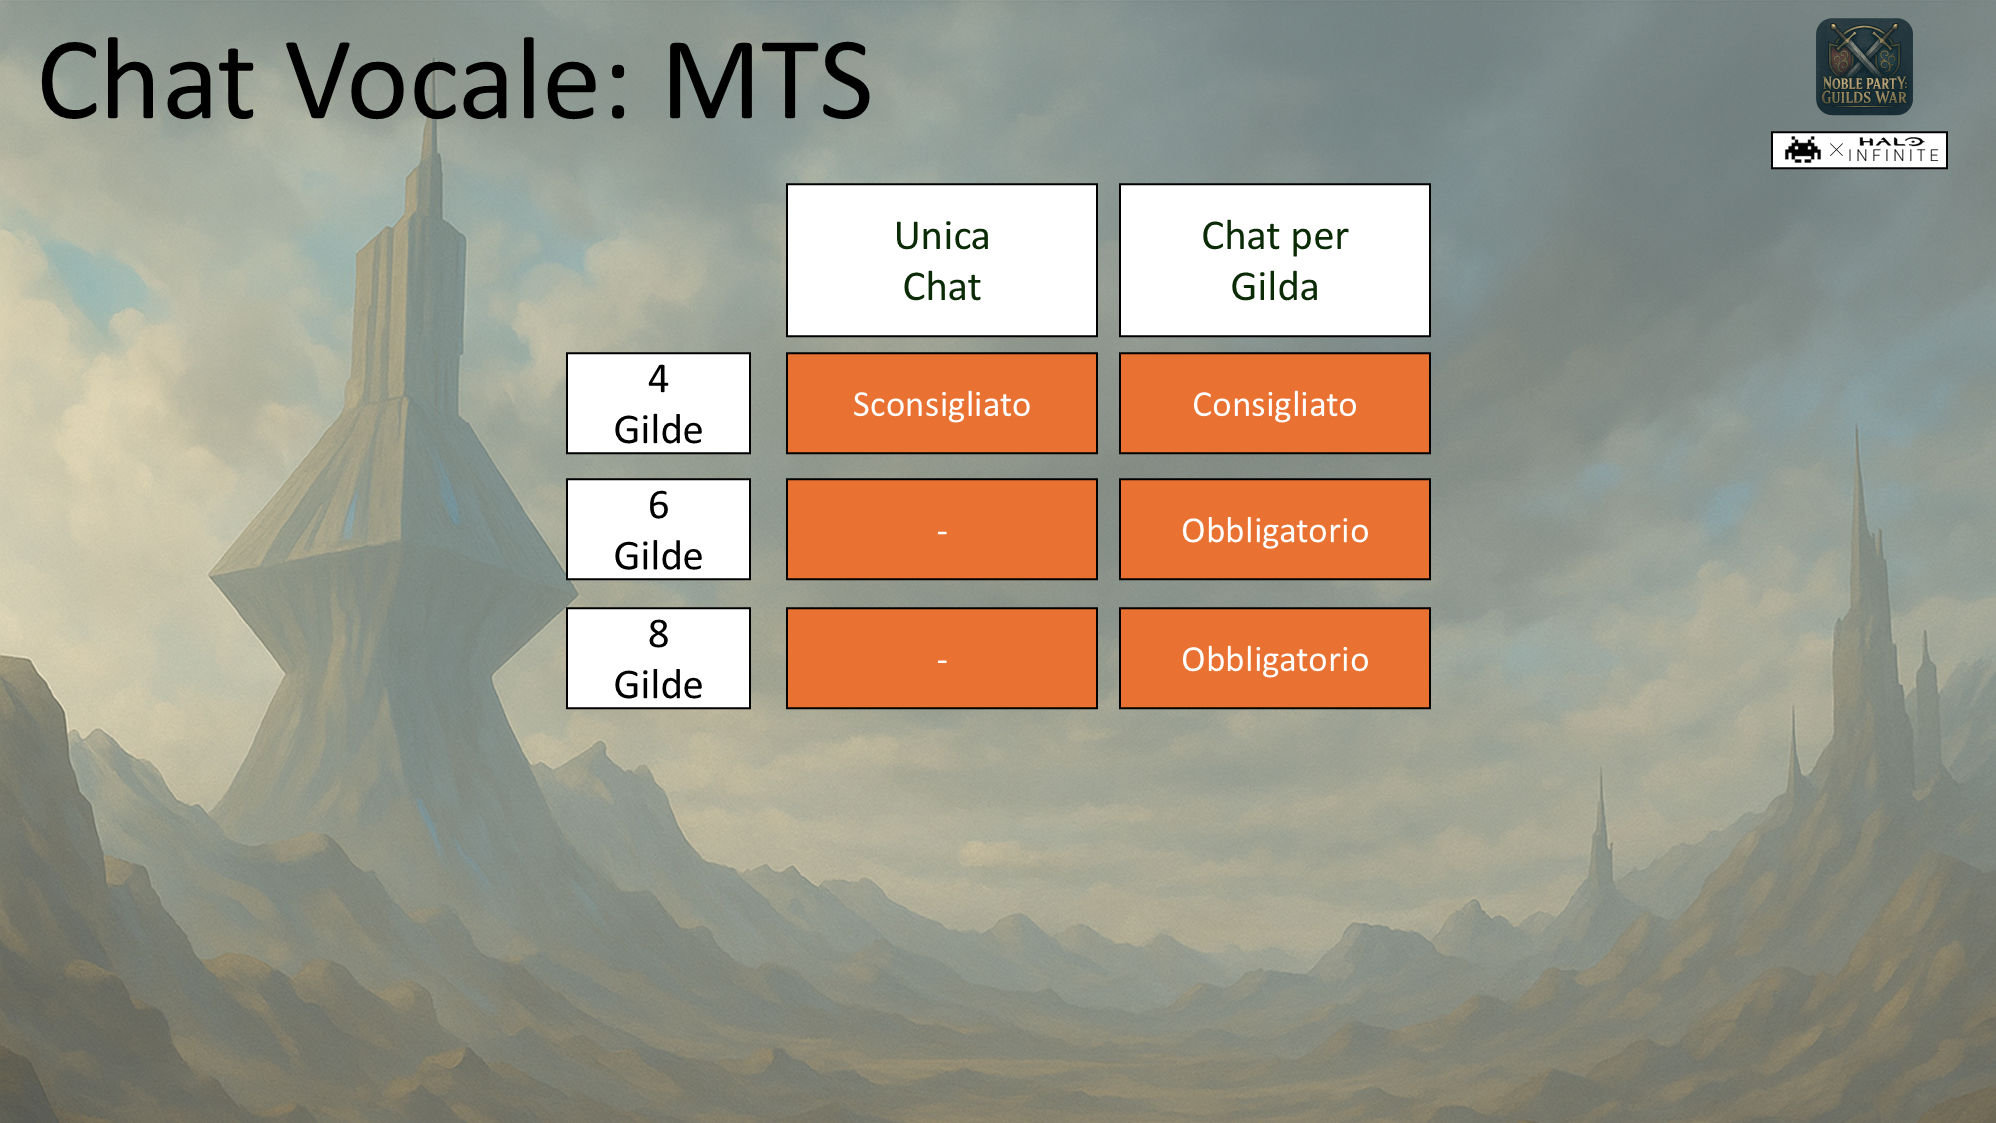 Chat Vocale: MTS
NOBLE PARTY:
GUILDS WAR
HALO
INFINITE
Unica
Chat
Chat per
Gilda
4
Gilde
Sconsigliato
Consigliato
6
Gilde
-
Obbligatorio
8
Gilde
-
Obbligatorio